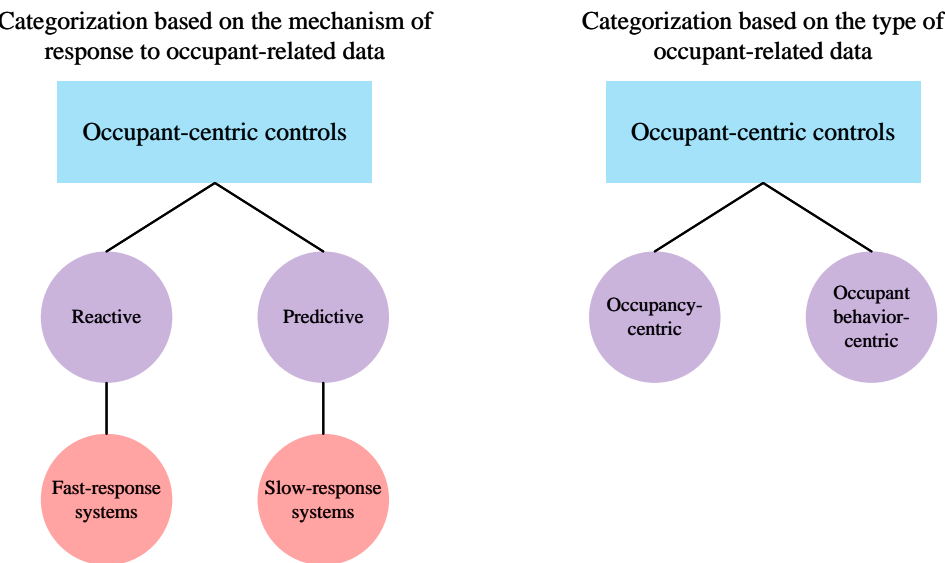 Categorization based on the mechanism of
response to occupant-related data
Occupant-centric controls
Reactive
Predictive
Fast-response
systems
Slow-response
systems
Categorization based on the type of
occupant-related data
Occupant-centric controls
Occupancy-
centric
Occupant
behavior-
centric